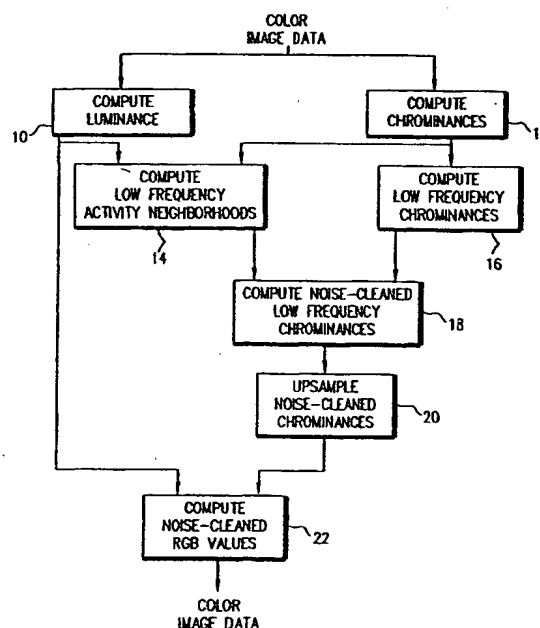 COLOR
IMAGE DATA
COMPUTE
LUMINANCE
10
COMPUTE
CHROMINANCES
1
COMPUTE
LOW FREQUENCY
ACTIVITY NEIGHBORHOODS
14
COMPUTE
LOW FREQUENCY
CHROMINANCES
16
COMPUTE NOISE-CLEANED
LOW FREQUENCY
CHROMINANCES
18
UPSAMPLE
NOISE-CLEANED
CHROMINANCES
20
COMPUTE
NOISE-CLEANED
RGB VALUES
22
COLOR
IMAGE DATA